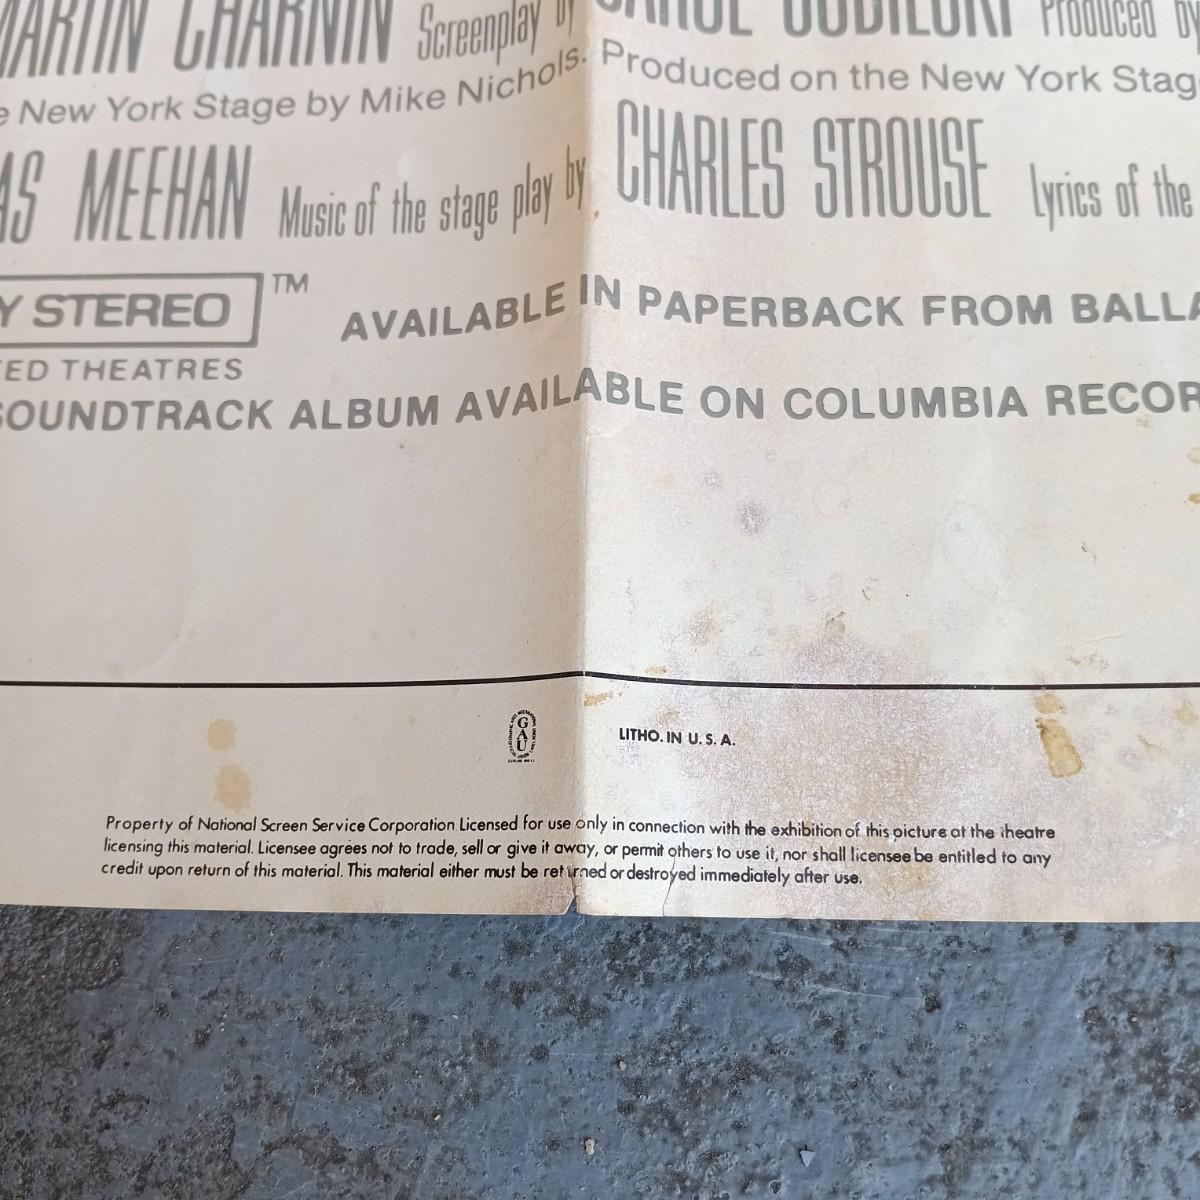 MARTIN CHARNIN Screenplay by CAROL SOBIESKI Produced by
e New York Stage by Mike Nichols. Produced on the New York Stag
AS MEEHAN Music of the stage play by CHARLES STROUSE Lyrics of the
Y STEREO TM AVAILABLE IN PAPERBACK FROM BALLA
TED THEATRES
SOUNDTRACK ALBUM AVAILABLE ON COLUMBIA RECOR
GAU
LITHO. IN U. S. A.
Property of National Screen Service Corporation Licensed for use only in connection with the exhibition of this picture at the theatre
licensing this material. Licensee agrees not to trade, sell or give it away, or permit others to use it, nor shall licensee be entitled to any
credit upon return of this material. This material either must be returned or destroyed immediately after use.